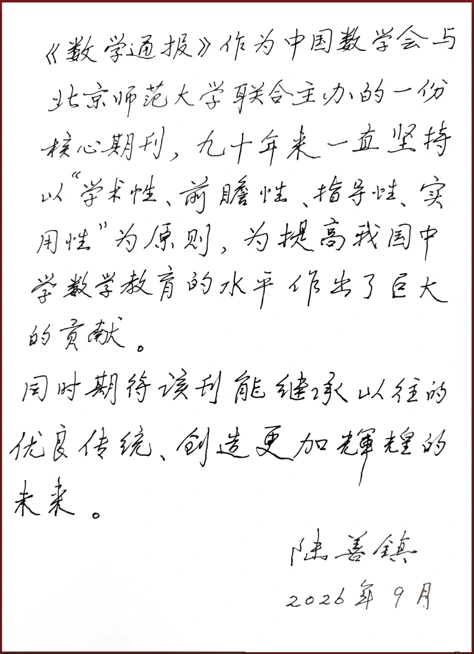 《数学通报》作为中国数学会与
北京师范大学联合主办的一份
核心期刊，九十年来一直坚持
以“学术性、前瞻性、指导性、实
用性”为原则，为提高我国中
学数学教育的水平作出了巨大
的贡献。
同时期待该刊能继承以往的
优良传统、创造更加輝煌的
未来。
陆善镇
2026年9月